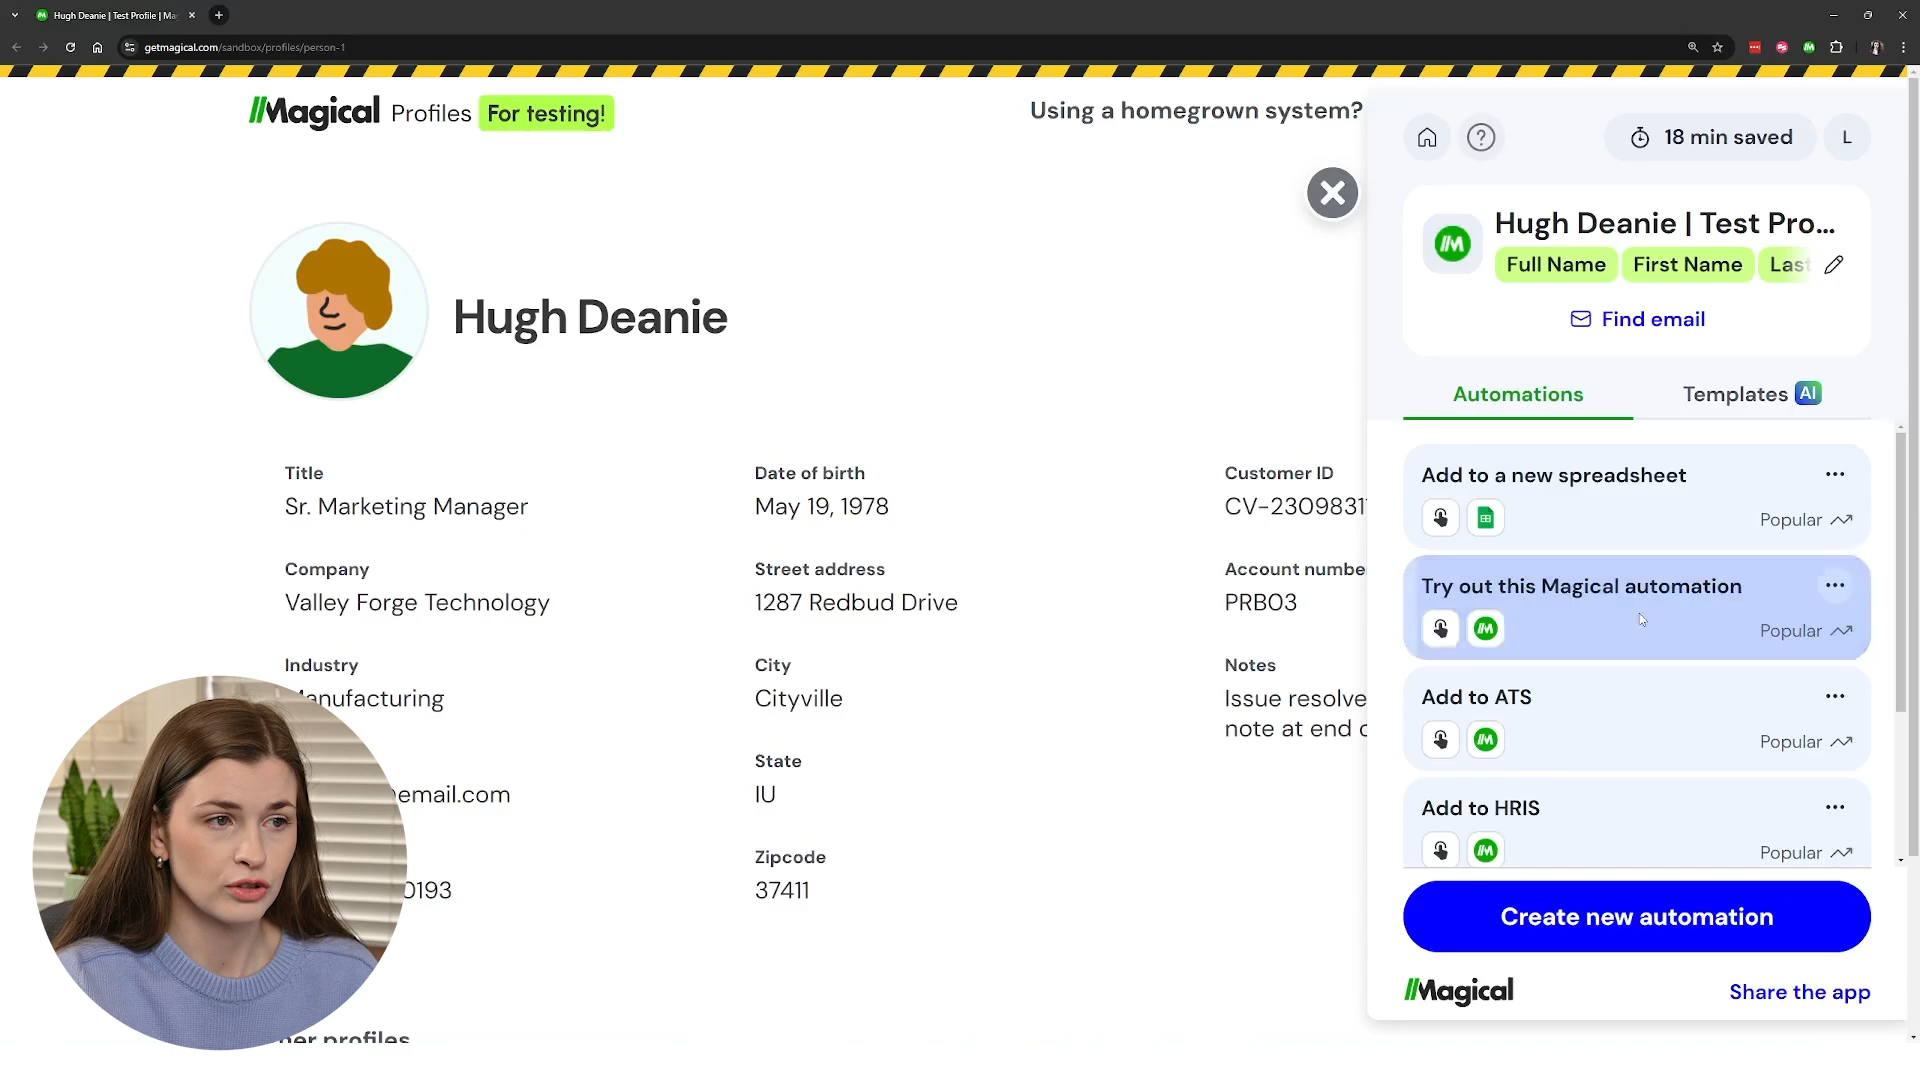 Hugh Deanie | Test Profile | Ma
getmagical.com/sandbox/profiles/person-1
Magical Profiles For testing!
Using a homegrown system?
18 min saved
L
Hugh Deanie | Test Pro...
Full Name First Name Last
Find email
Hugh Deanie
Automations
Templates AI
Title
Sr. Marketing Manager
Date of birth
May 19, 1978
Customer ID
CV-2309831
Company
Valley Forge Technology
Street address
1287 Redbud Drive
Account number
PRB03
Industry
Manufacturing
City
Cityville
Notes
Issue resolve
note at end
email.com
State
IU
0193
Zipcode
37411
profiles
Add to a new spreadsheet
Popular
Try out this Magical automation
Popular
Add to ATS
Popular
Add to HRIS
Popular
Create new automation
Magical
Share the app